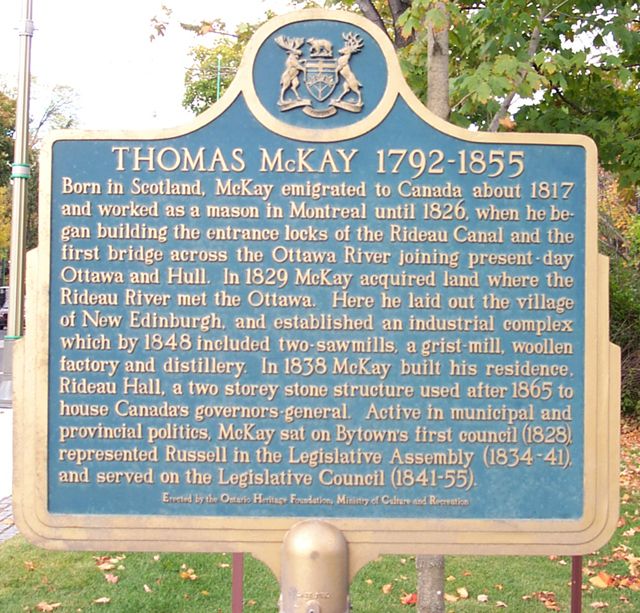 THOMAS McKAY 1792-1855
Born in Scotland, McKay emigrated to Canada about 1817
and worked as a mason in Montreal until 1826, when he be-
gan building the entrance locks of the Rideau Canal and the
first bridge across the Ottawa River joining present-day
Ottawa and Hull. In 1829 McKay acquired land where the
Rideau River met the Ottawa. Here he laid out the village
of New Edinburgh, and established an industrial complex
which by 1848 included two-sawmills, a grist-mill, woollen
factory and distillery. In 1838 McKay built his residence,
Rideau Hall, a two storey stone structure used after 1865 to
house Canada's governors-general. Active in municipal and
provincial politics, McKay sat on Bytown's first council (1828),
represented Russell in the Legislative Assembly (1834-41),
and served on the Legislative Council (1841-55).
Erected by the Ontario Heritage Foundation, Ministry of Culture and Recreation